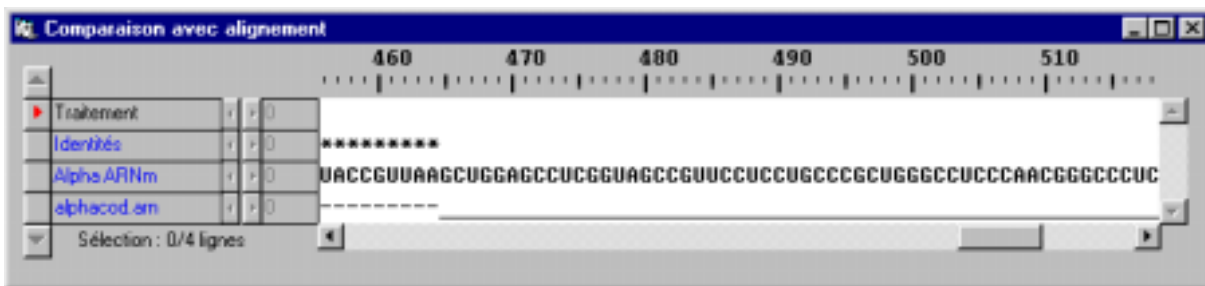 Comparaison avec alignement
460 470 480 490 500 510
Traitement 0
Identités 0 *********
Alpha ARNm 0 UACCGUUAAGCUGGAGCCUCGGUAGCCGUUCCUCCUGCCCGCUGGGCCUCCCAACGGGCCCUC
alphacod.arn 0 ---------
Sélection : 0/4 lignes